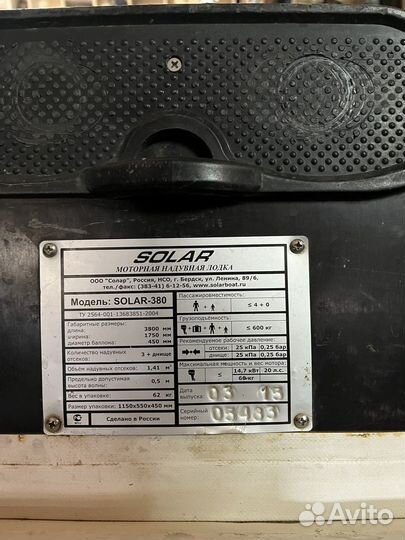 SOLAR
МОТОРНАЯ НАДУВНАЯ ЛОДКА
ООО "Солар", Россия, НСО, г. Бердск, ул. Ленина, 89/6,
тел./факс: (383-41) 6-12-56, www.solarboat.ru
Модель: SOLAR-380
ТУ 2564-001-13683851-2004
Габаритные размеры:
длина: 3800 мм
ширина: 1750 мм
диаметр баллона: 450 мм
Количество надувных отсеков: 3 + днище
Объём надувных отсеков: 1,41 м³
Предельно допустимая высота волны: 0,5 м
Вес в упаковке: 62 кг
Размер упаковки: 1150х550х450 мм
Сделано в России
Пассажировместимость:
≤ 4 + 0
Грузоподъёмность:
≤ 600 кг
Рекомендуемое рабочее давление:
отсеки: 25 кПа 0,25 бар
днище: 25 кПа 0,25 бар
Максимальная мощность и вес мотора:
≤ 14,7 кВт 20 л.с.
60 кг
Дата выпуска: 03 15
Серийный номер: 05483
Avito